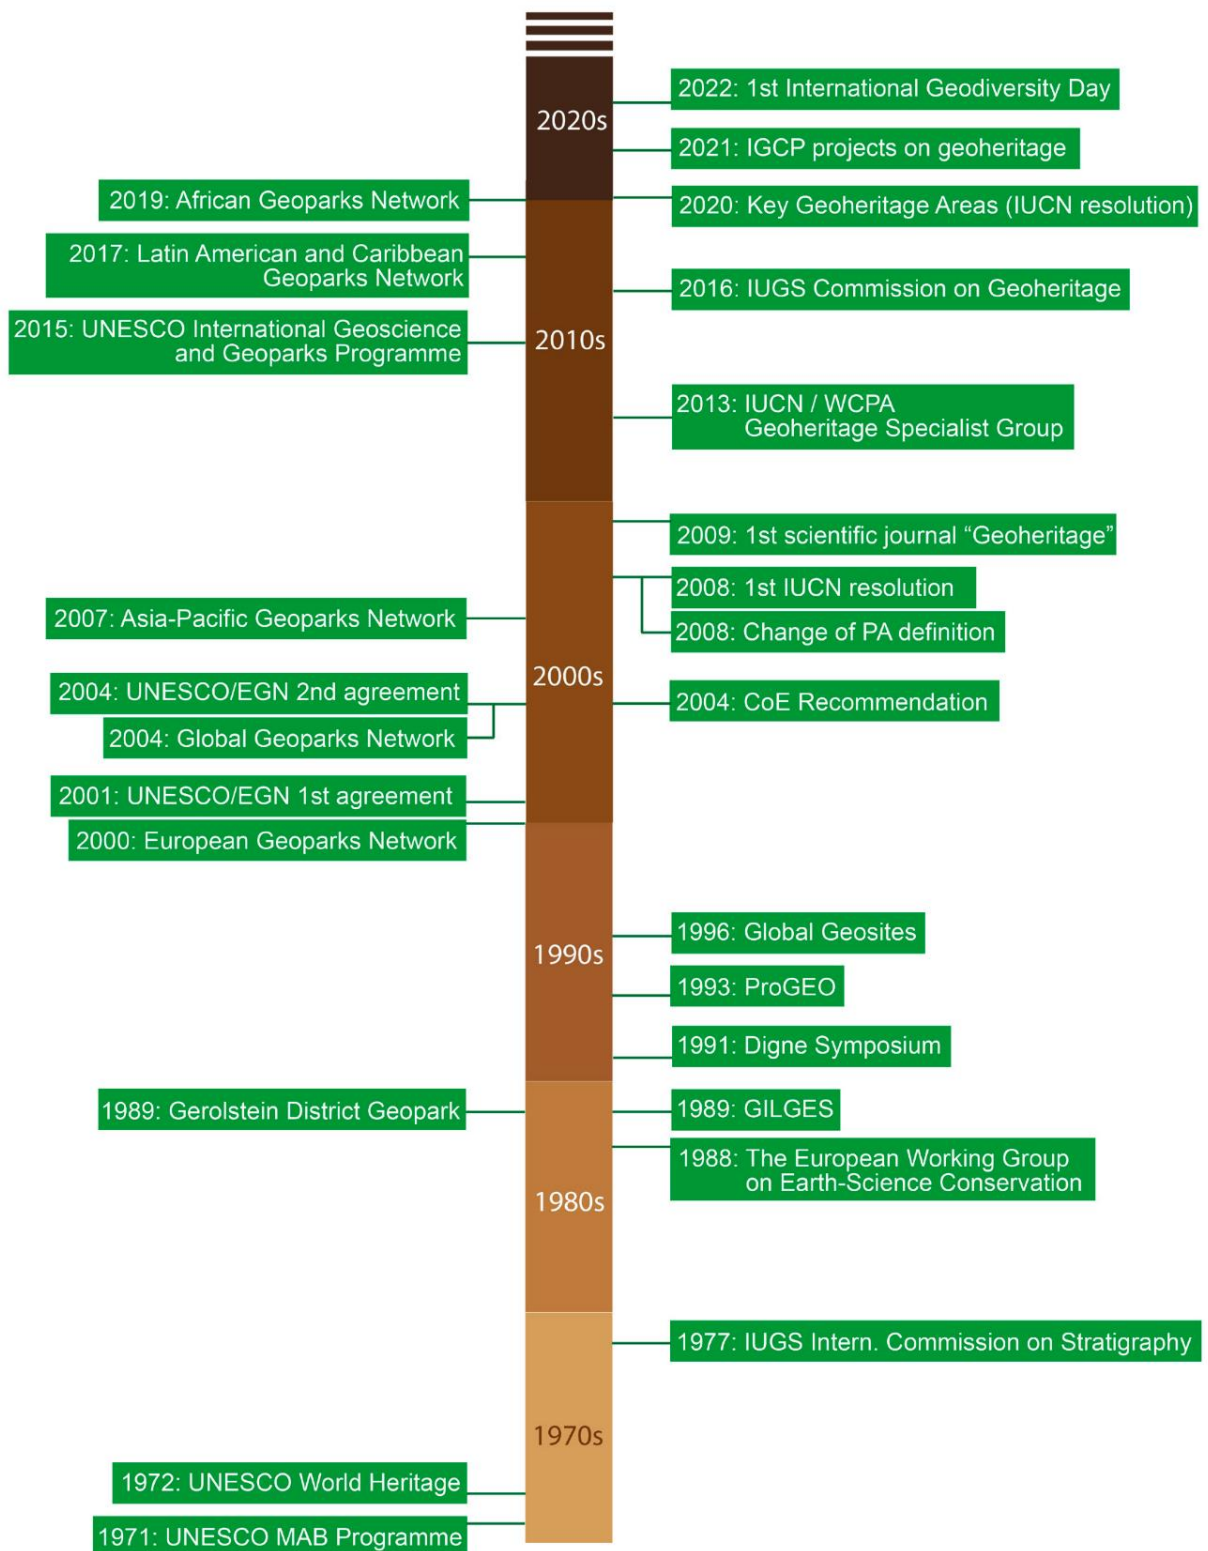 2020s
2022: 1st International Geodiversity Day
2021: IGCP projects on geoheritage
2019: African Geoparks Network
2020: Key Geoheritage Areas (IUCN resolution)
2017: Latin American and Caribbean
Geoparks Network
2016: IUGS Commission on Geoheritage
2015: UNESCO International Geoscience
and Geoparks Programme
2010s
2013: IUCN / WCPA
Geoheritage Specialist Group
2009: 1st scientific journal “Geoheritage”
2008: 1st IUCN resolution
2007: Asia-Pacific Geoparks Network
2008: Change of PA definition
2000s
2004: UNESCO/EGN 2nd agreement
2004: CoE Recommendation
2004: Global Geoparks Network
2001: UNESCO/EGN 1st agreement
2000: European Geoparks Network
1996: Global Geosites
1990s
1993: ProGEO
1991: Digne Symposium
1989: Gerolstein District Geopark
1989: GILGES
1988: The European Working Group
on Earth-Science Conservation
1980s
1977: IUGS Intern. Commission on Stratigraphy
1970s
1972: UNESCO World Heritage
1971: UNESCO MAB Programme